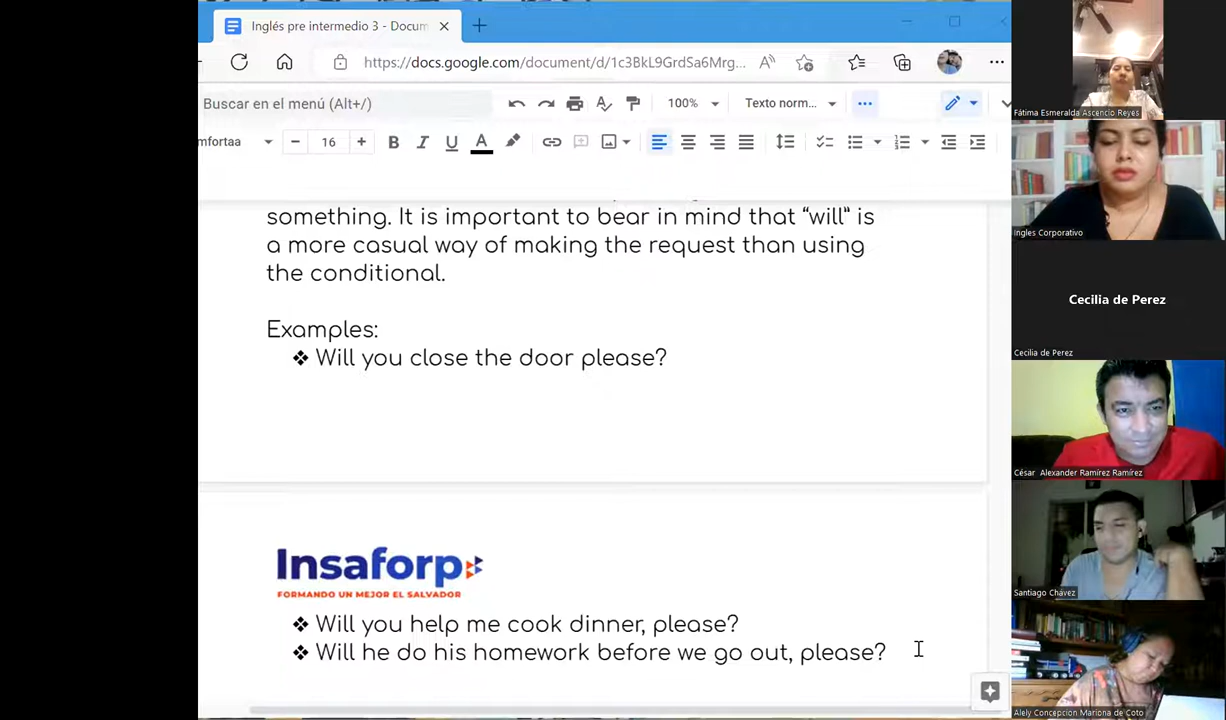 Inglés pre intermedio 3 - Docum
https://docs.google.com/document/d/1c3BkL9GrdSa6Mrg...
Buscar en el menú (Alt+/)
100%
Texto norm...
mfortaa
16
something. It is important to bear in mind that “will” is
a more casual way of making the request than using
the conditional.
Examples:
❖ Will you close the door please?
Insaforp
FORMANDO UN MEJOR EL SALVADOR
❖ Will you help me cook dinner, please?
❖ Will he do his homework before we go out, please?
Fátima Esmeralda Ascencio Reyes
Ingles Corporativo
Cecilia de Perez
Cecilia de Perez
César Alexander Ramírez Ramírez
Santiago Chávez
Alely Concepcion Mariona de Coto